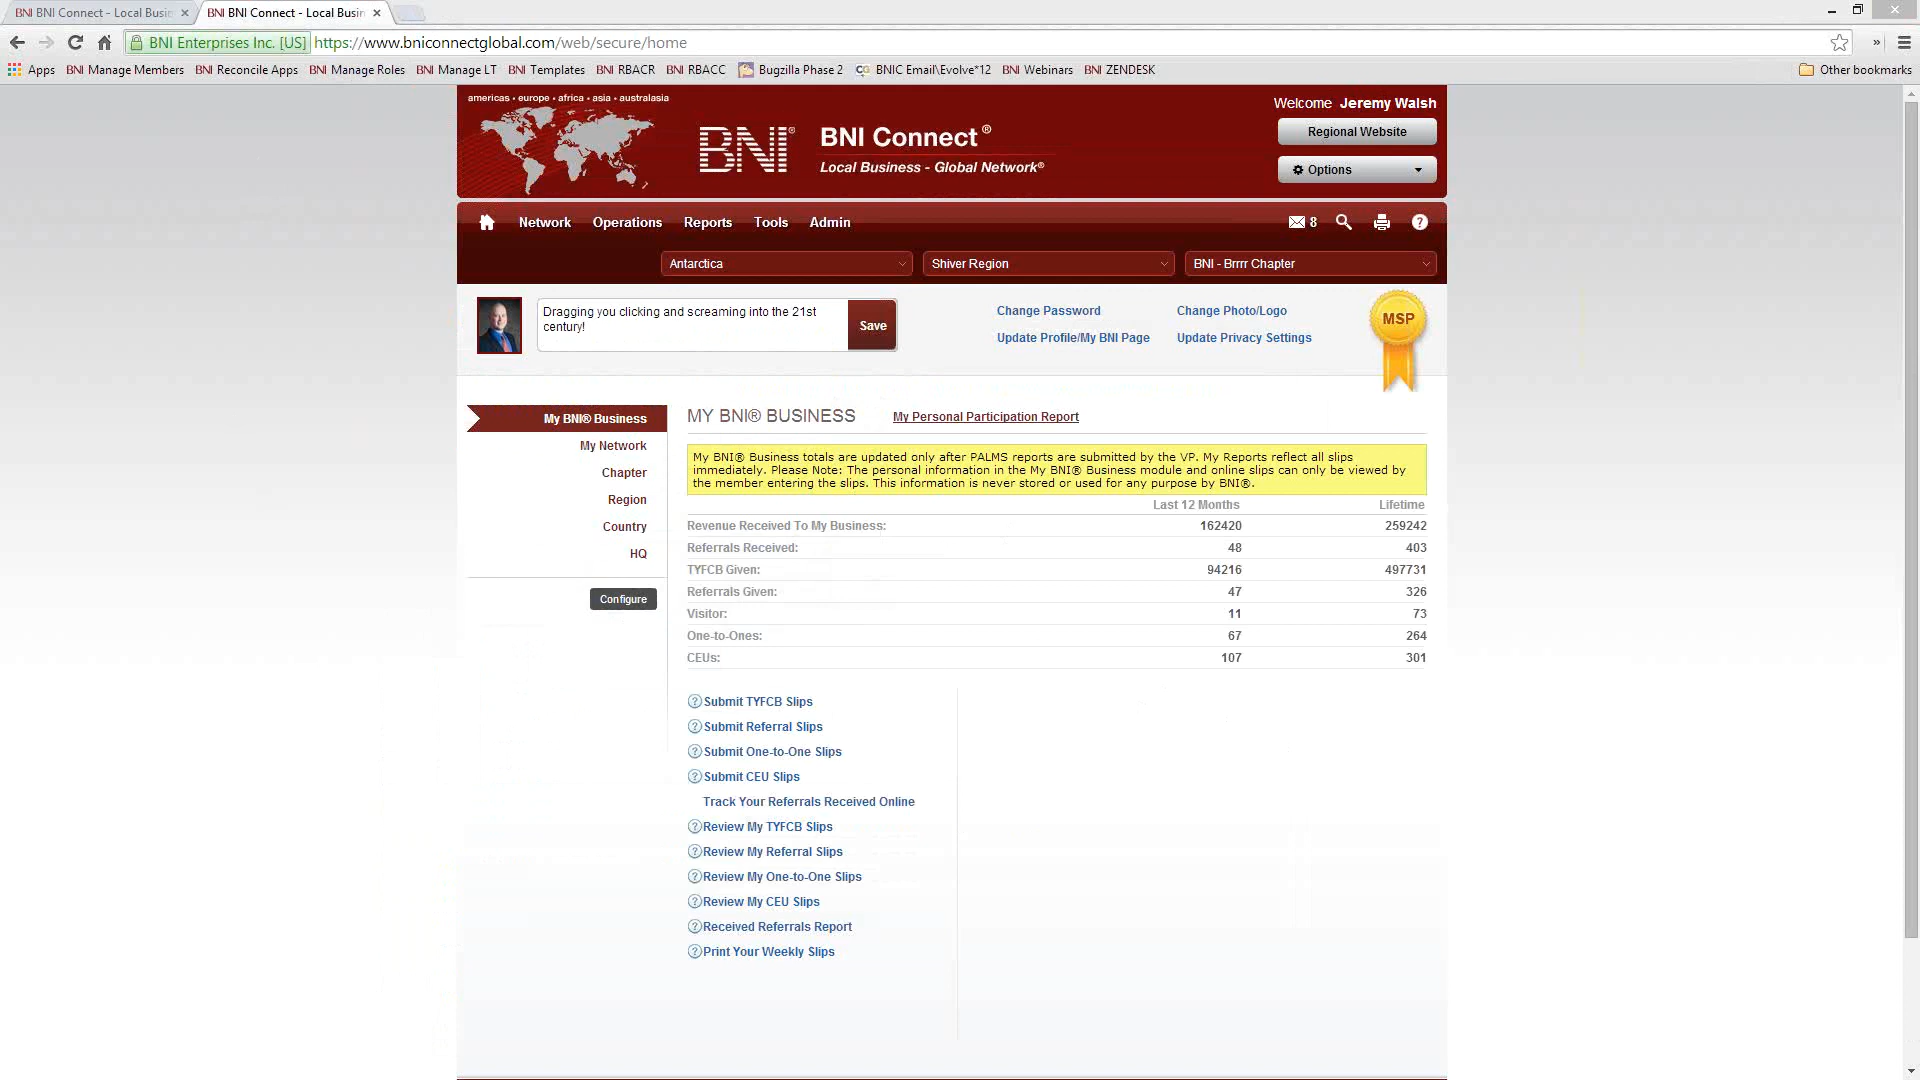 BNI BNI Connect - Local Busin
BNI BNI Connect - Local Busin
BNI Enterprises Inc. [US] https://www.bniconnectglobal.com/web/secure/home
Apps BNI Manage Members BNI Reconcile Apps BNI Manage Roles BNI Manage LT BNI Templates BNI RBACR BNI RBACC Bugzilla Phase 2 BNIC Email\Evolve*12 BNI Webinars BNI ZENDESK Other bookmarks
americas • europe • africa • asia • australasia
BNI® BNI Connect®
Local Business - Global Network®
Welcome Jeremy Walsh
Regional Website
Options
Network Operations Reports Tools Admin 8
Antarctica Shiver Region BNI - Brrrr Chapter
Dragging you clicking and screaming into the 21st
century!
Save
Change Password Change Photo/Logo
Update Profile/My BNI Page Update Privacy Settings
MSP
My BNI® Business
My Network
Chapter
Region
Country
HQ
Configure
MY BNI® BUSINESS My Personal Participation Report
My BNI® Business totals are updated only after PALMS reports are submitted by the VP. My Reports reflect all slips
immediately. Please Note: The personal information in the My BNI® Business module and online slips can only be viewed by
the member entering the slips. This information is never stored or used for any purpose by BNI®.
Last 12 Months Lifetime
Revenue Received To My Business: 162420 259242
Referrals Received: 48 403
TYFCB Given: 94216 497731
Referrals Given: 47 326
Visitor: 11 73
One-to-Ones: 67 264
CEUs: 107 301
Submit TYFCB Slips
Submit Referral Slips
Submit One-to-One Slips
Submit CEU Slips
Track Your Referrals Received Online
Review My TYFCB Slips
Review My Referral Slips
Review My One-to-One Slips
Review My CEU Slips
Received Referrals Report
Print Your Weekly Slips